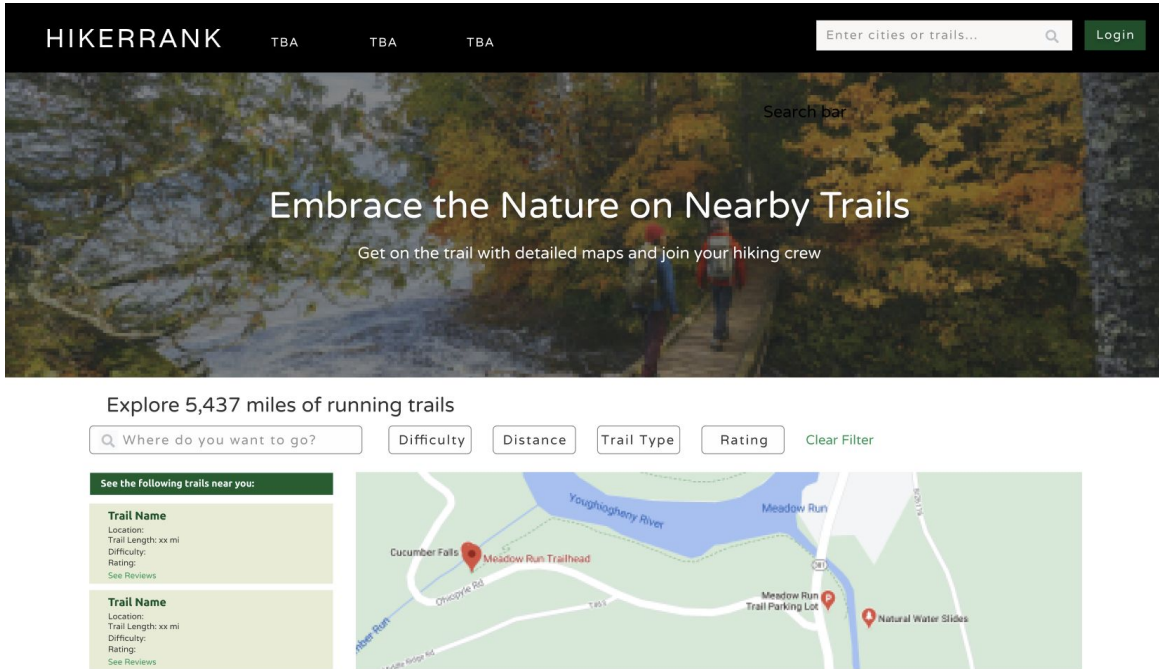 HIKERRANK TBA TBA TBA Enter cities or trails... Login
Search bar
Embrace the Nature on Nearby Trails
Get on the trail with detailed maps and join your hiking crew
Explore 5,437 miles of running trails
Where do you want to go? Difficulty Distance Trail Type Rating Clear Filter
See the following trails near you:
Trail Name
Location:
Trail Length: xx mi
Difficulty:
Rating:
See Reviews
Trail Name
Location:
Trail Length: xx mi
Difficulty:
Rating:
See Reviews
Youghiogheny River
Meadow Run
Cucumber Falls
Meadow Run Trailhead
381
Ohiopyle Rd
Meadow Run
Trail Parking Lot
Natural Water Slides
Run
Ridge Rd